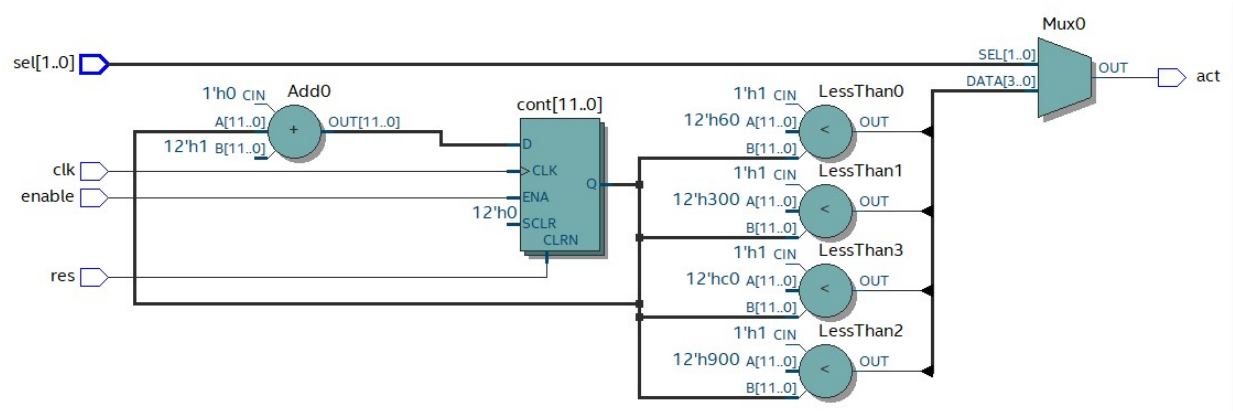 Mux0
sel[1..0]
SEL[1..0]
OUT
act
DATA[3..0]
1'h0 CIN
Add0
A[11..0]
OUT[11..0]
12'h1 B[11..0]
+
cont[11..0]
D
clk
CLK
enable
ENA
Q
12'h0
SCLR
CLRN
res
1'h1 CIN
LessThan0
12'h60 A[11..0]
<
OUT
B[11..0]
1'h1 CIN
LessThan1
12'h300 A[11..0]
<
OUT
B[11..0]
1'h1 CIN
LessThan3
12'hc0 A[11..0]
<
OUT
B[11..0]
1'h1 CIN
LessThan2
12'h900 A[11..0]
<
OUT
B[11..0]